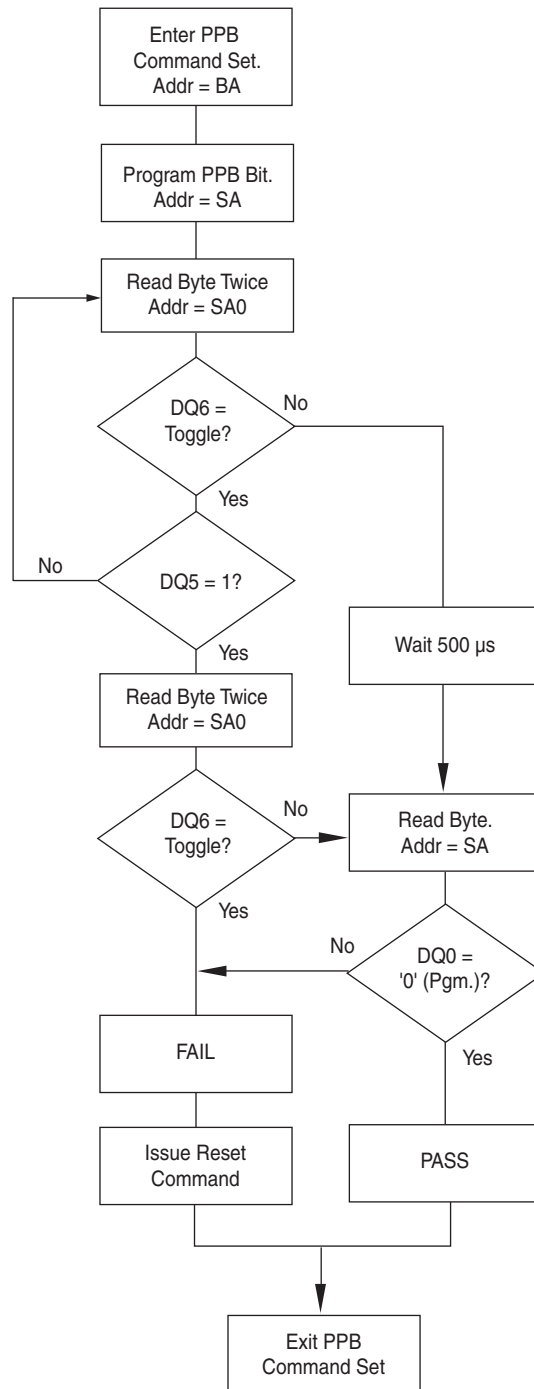 Enter PPB
Command Set.
Addr = BA
Program PPB Bit.
Addr = SA
Read Byte Twice
Addr = SA0
DQ6 =
Toggle?
No
Yes
DQ5 = 1?
No
Yes
Wait 500 µs
Read Byte Twice
Addr = SA0
DQ6 =
Toggle?
No
Yes
Read Byte.
Addr = SA
DQ0 =
'0' (Pgm.)?
No
Yes
FAIL
Issue Reset
Command
PASS
Exit PPB
Command Set